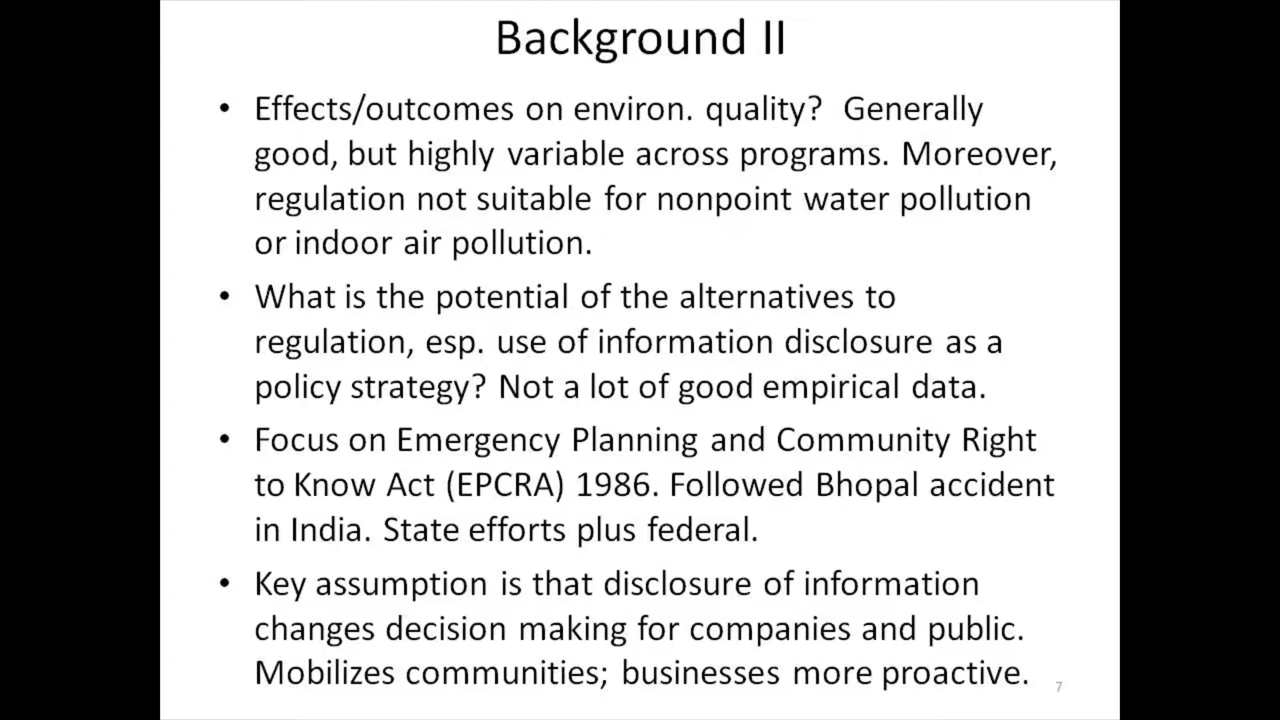 Background II
• Effects/outcomes on environ. quality?  Generally
good, but highly variable across programs. Moreover,
regulation not suitable for nonpoint water pollution
or indoor air pollution.
• What is the potential of the alternatives to
regulation, esp. use of information disclosure as a
policy strategy? Not a lot of good empirical data.
• Focus on Emergency Planning and Community Right
to Know Act (EPCRA) 1986. Followed Bhopal accident
in India. State efforts plus federal.
• Key assumption is that disclosure of information
changes decision making for companies and public.
Mobilizes communities; businesses more proactive.
7